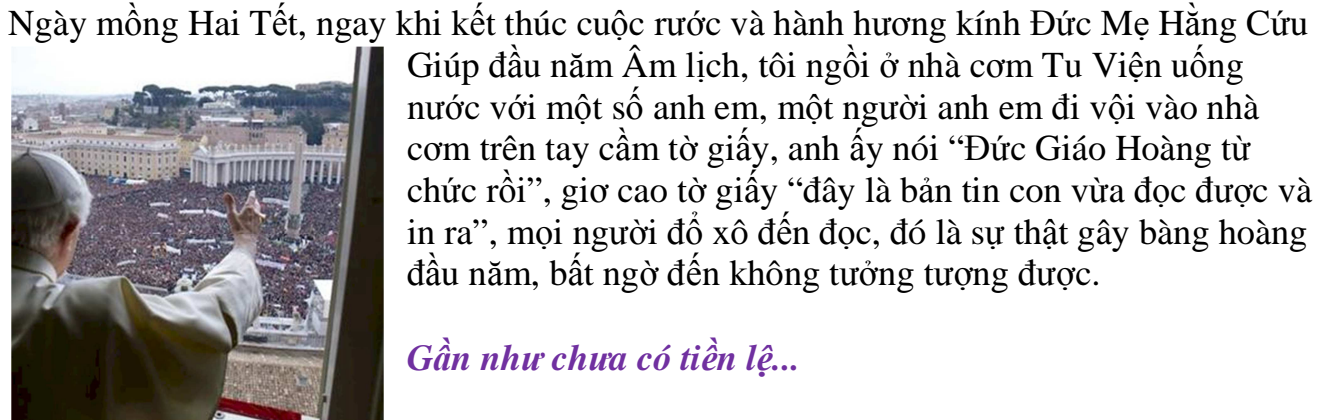 Ngày mồng Hai Tết, ngay khi kết thúc cuộc rước và hành hương kính Đức Mẹ Hằng Cứu
Giúp đầu năm Âm lịch, tôi ngồi ở nhà cơm Tu Viện uống
nước với một số anh em, một người anh em đi vội vào nhà
cơm trên tay cầm tờ giấy, anh ấy nói “Đức Giáo Hoàng từ
chức rồi”, giơ cao tờ giấy “đây là bản tin con vừa đọc được và
in ra”, mọi người đổ xô đến đọc, đó là sự thật gây bàng hoàng
đầu năm, bất ngờ đến không tưởng tượng được.
Gần như chưa có tiền lệ...